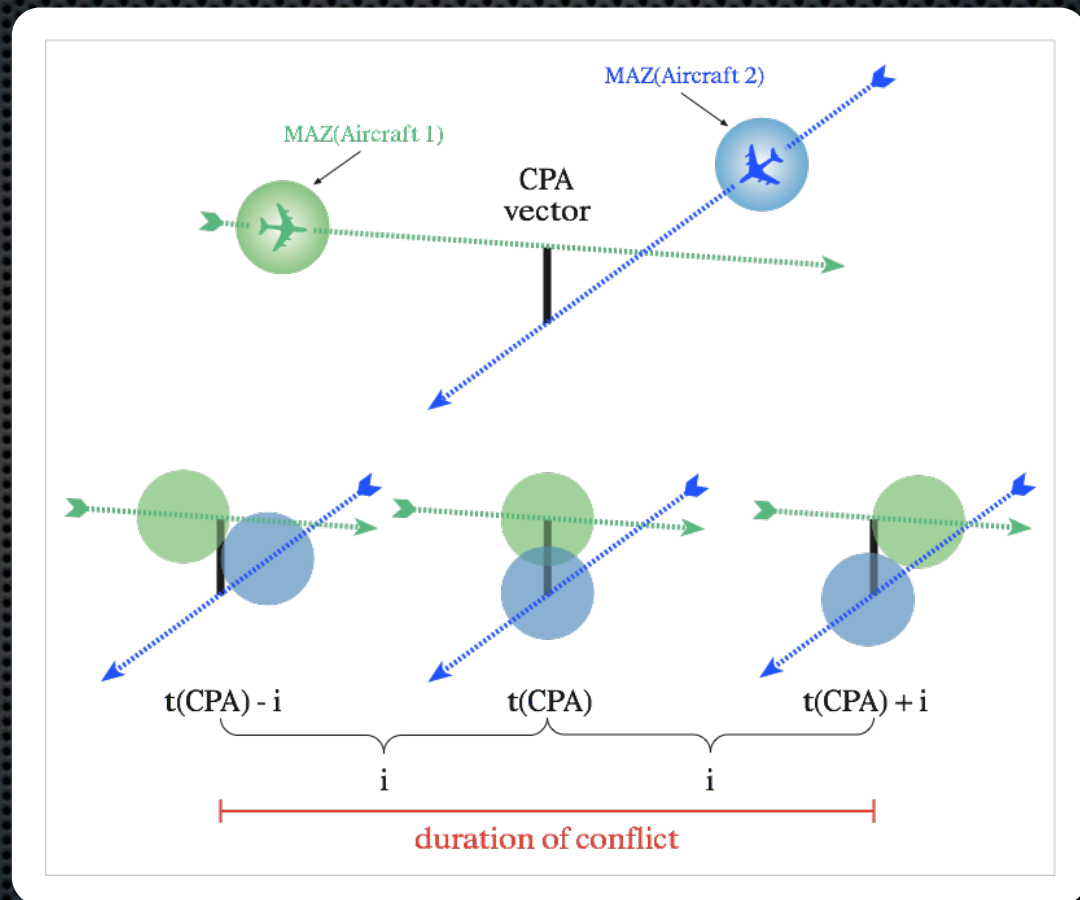 MAZ(Aircraft 2)
MAZ(Aircraft 1)
CPA
vector
t(CPA) - i
t(CPA)
t(CPA) + i
i
i
duration of conflict